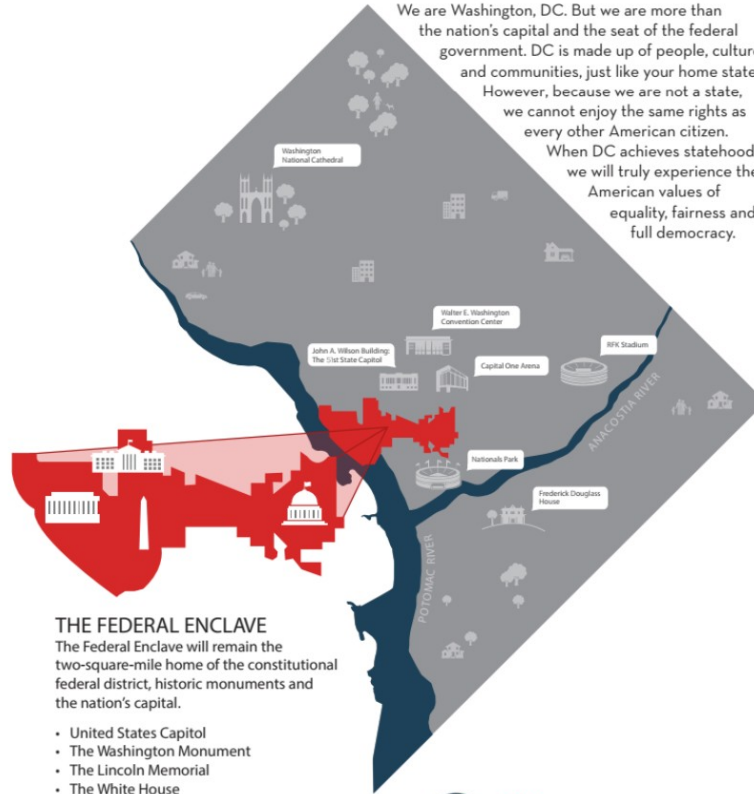 We are Washington, DC. But we are more than
the nation's capital and the seat of the federal
government. DC is made up of people, culture
and communities, just like your home state
However, because we are not a state,
we cannot enjoy the same rights as
every other American citizen.
When DC achieves statehood
we will truly experience the
American values of
equality, fairness and
full democracy.
Washington
National Cathedral
Walter E. Washington
Convention Center
John A. Wilson Building:
The 51st State Capitol
Capital One Arena
RFK Stadium
ANACOSTIA RIVER
Nationals Park
Frederick Douglass
House
POTOMAC RIVER
THE FEDERAL ENCLAVE
The Federal Enclave will remain the
two-square-mile home of the constitutional
federal district, historic monuments and
the nation's capital.
• United States Capitol
• The Washington Monument
• The Lincoln Memorial
• The White House